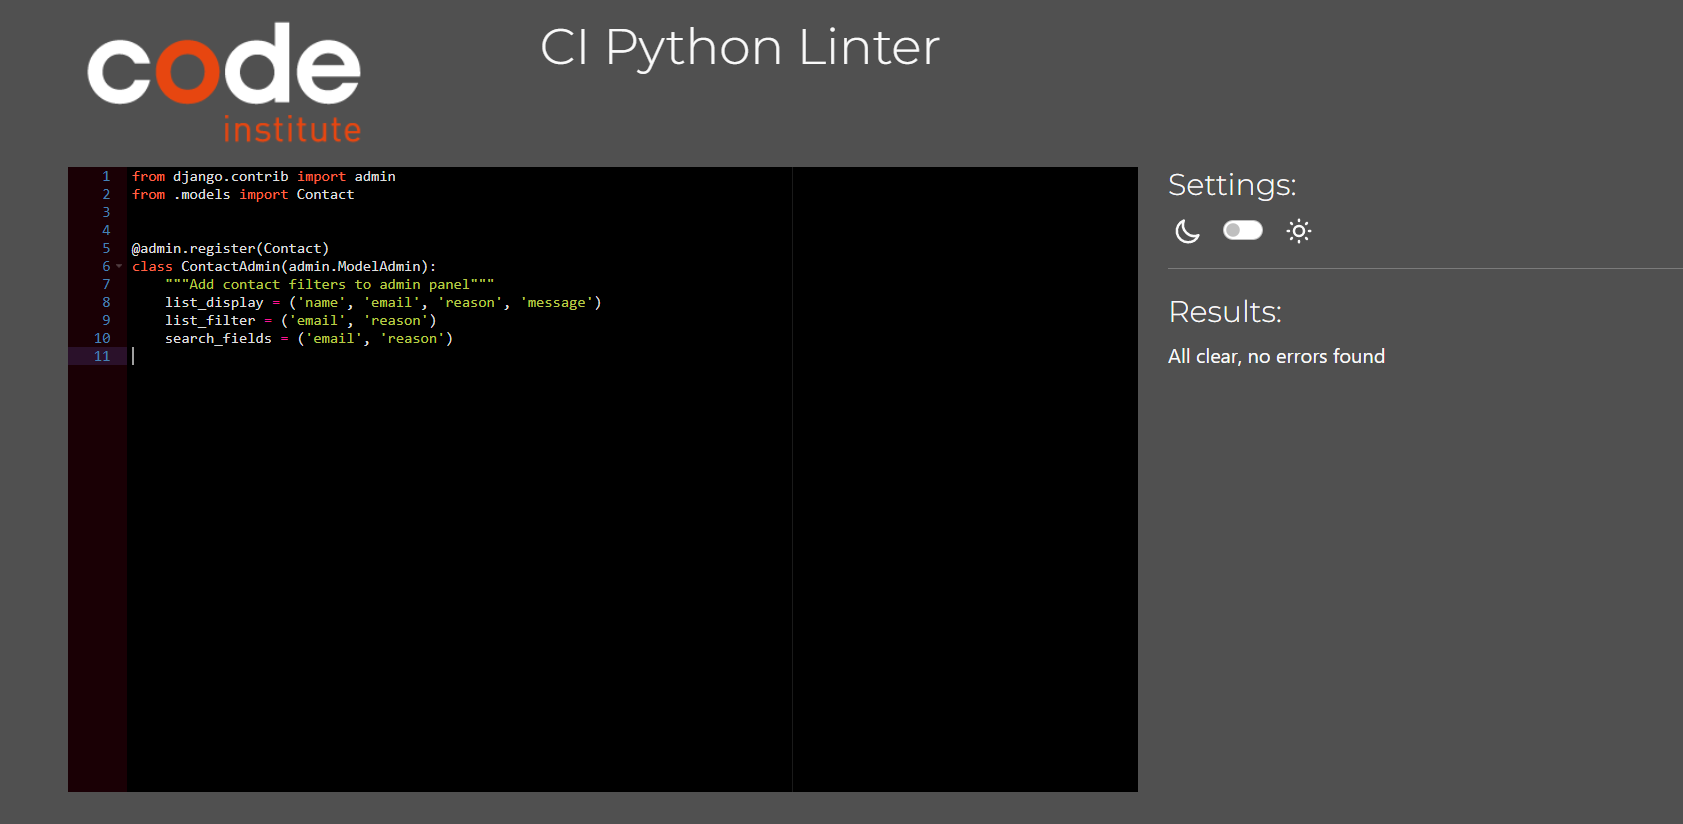 code
institute
CI Python Linter
1 from django.contrib import admin
2 from .models import Contact
3
4
5 @admin.register(Contact)
6 class ContactAdmin(admin.ModelAdmin):
7     """Add contact filters to admin panel"""
8     list_display = ('name', 'email', 'reason', 'message')
9     list_filter = ('email', 'reason')
10     search_fields = ('email', 'reason')
11
Settings:
Results:
All clear, no errors found